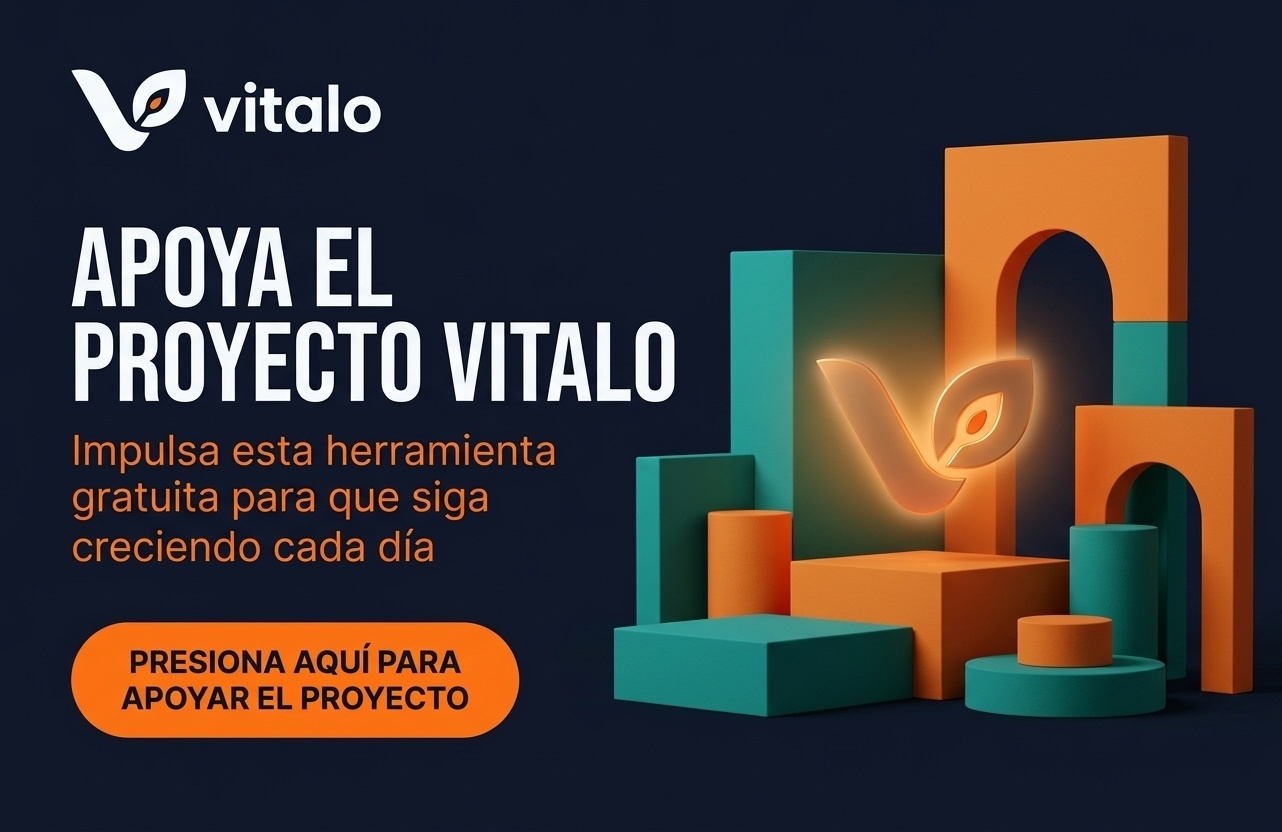 vitalo
APOYA EL
PROYECTO VITALO
Impulsa esta herramienta
gratuita para que siga
creciendo cada día
PRESIONA AQUÍ PARA
APOYAR EL PROYECTO